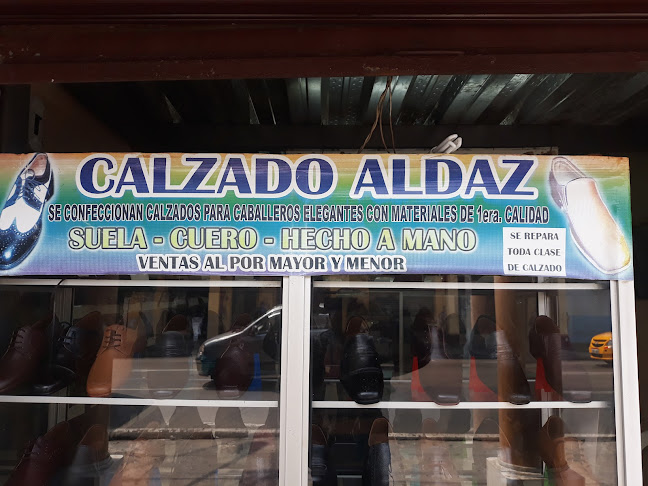 CALZADO ALDAZ
SE CONFECCIONAN CALZADOS PARA CABALLEROS ELEGANTES CON MATERIALES DE 1era. CALIDAD
SUELA - CUERO - HECHO A MANO
VENTAS AL POR MAYOR Y MENOR
SE REPARA
TODA CLASE
DE CALZADO